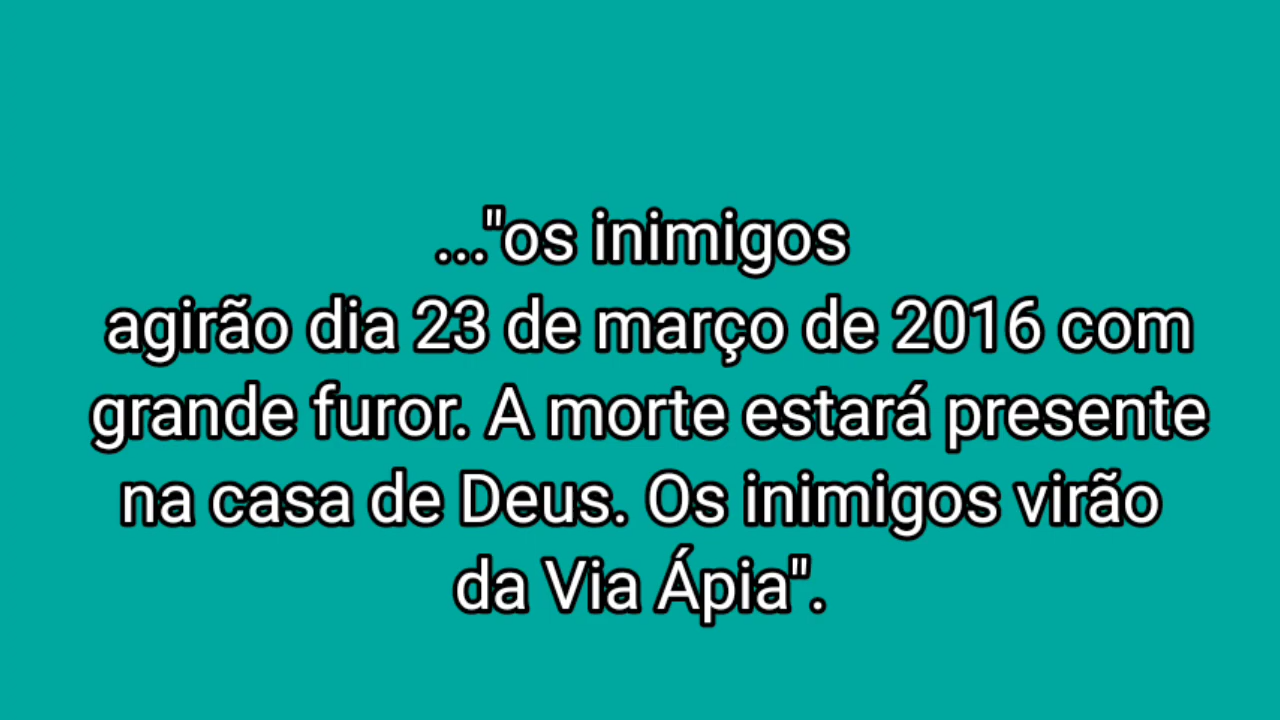 ..."os inimigos
agirão dia 23 de março de 2016 com
grande furor. A morte estará presente
na casa de Deus. Os inimigos virão
da Via Ápia".